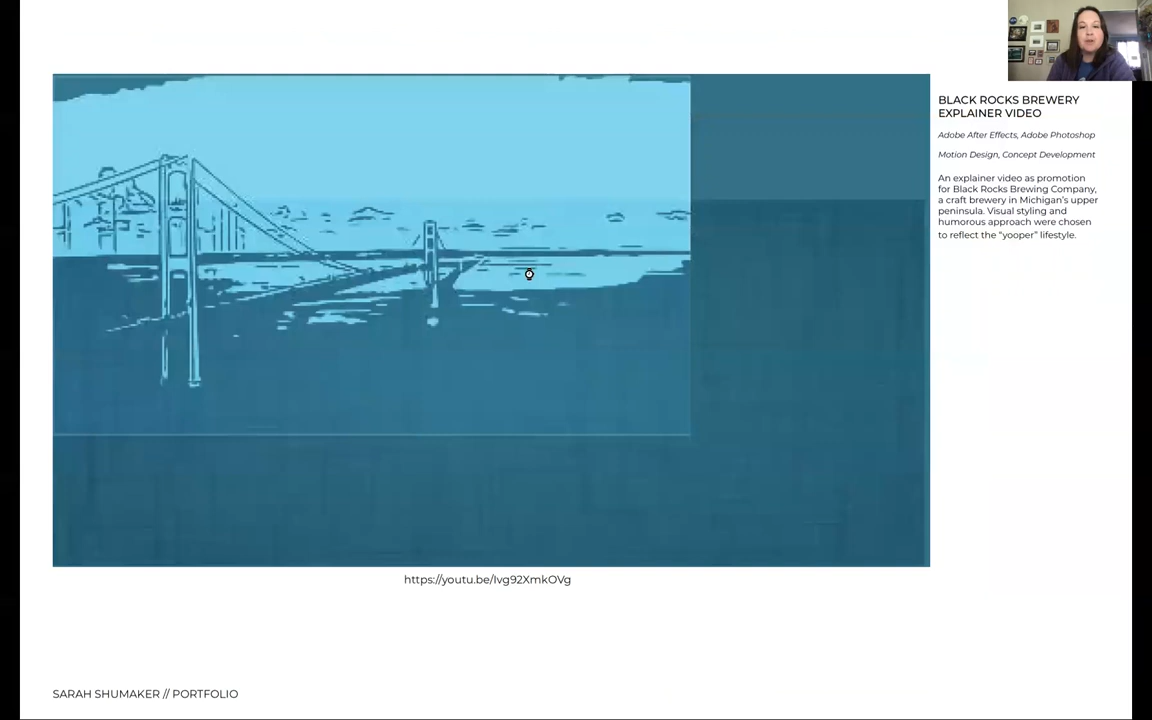 BLACK ROCKS BREWERY
EXPLAINER VIDEO
Adobe After Effects, Adobe Photoshop
Motion Design, Concept Development
An explainer video as promotion
for Black Rocks Brewing Company,
a craft brewery in Michigan's upper
peninsula. Visual styling and
humorous approach were chosen
to reflect the "yooper" lifestyle.
https://youtu.be/Ivg92XmkOVg
SARAH SHUMAKER // PORTFOLIO